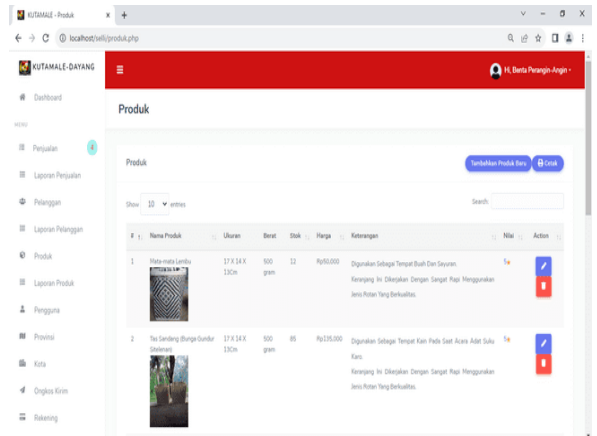 KUTAMALE - Produk
localhost/selli/produk.php
KUTAMALE-DAYANG
Hi, Benta Perangin-Angin
Dashboard
MENU
Penjualan 4
Laporan Penjualan
Pelanggan
Laporan Pelanggan
Produk
Laporan Produk
Pengguna
Provinsi
Kota
Ongkos Kirim
Rekening
Produk
Produk
Tambahkan Produk Baru
Cetak
Show 10 entries
Search:
# Nama Produk Ukuran Berat Stok Harga Keterangan Nilai Action
1 Mata-mata Lembu 17 X 14 X 13Cm 500 gram 12 Rp60,000 Digunakan Sebagai Tempat Buah Dan Sayuran.
Keranjang Ini Dikerjakan Dengan Sangat Rapi Menggunakan
Jenis Rotan Yang Berkualitas.
5
2 Tas Sandang (Bunga Gundur Sitelenan) 17 X 14 X 13Cm 500 gram 85 Rp135,000 Digunakan Sebagai Tempat Kain Pada Saat Acara Adat Suku
Karo.
Keranjang Ini Dikerjakan Dengan Sangat Rapi Menggunakan
Jenis Rotan Yang Berkualitas.
5